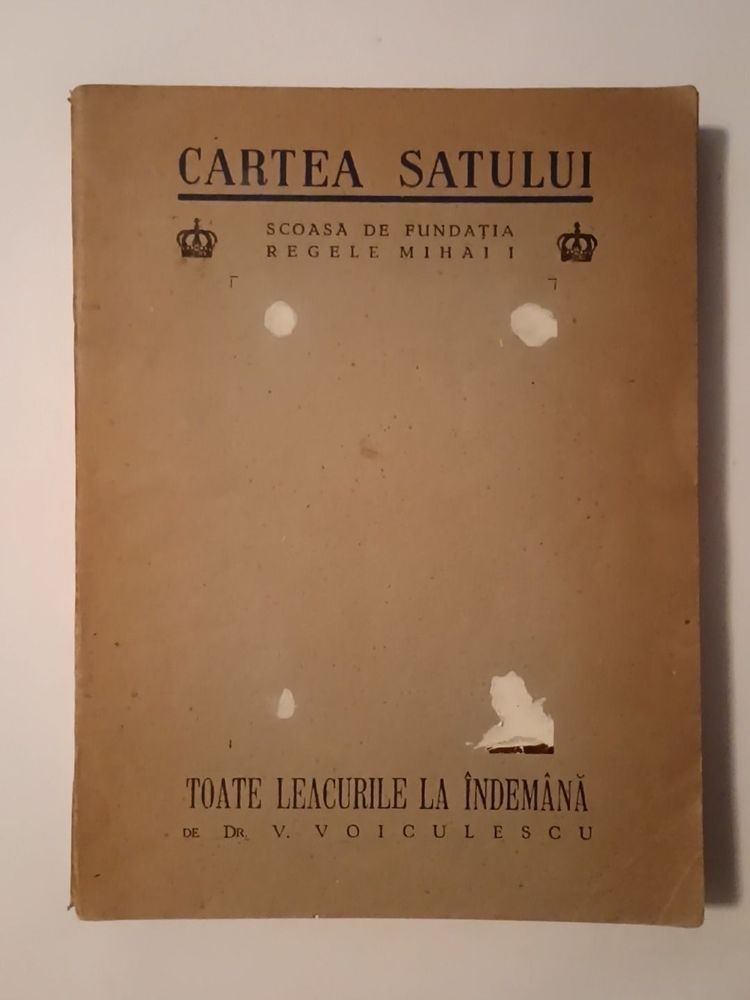 CARTEA SATULUI
SCOASĂ DE FUNDAȚIA
REGELE MIHAI I
TOATE LEACURILE LA ÎNDEMÂNĂ
DE DR. V. VOICULESCU